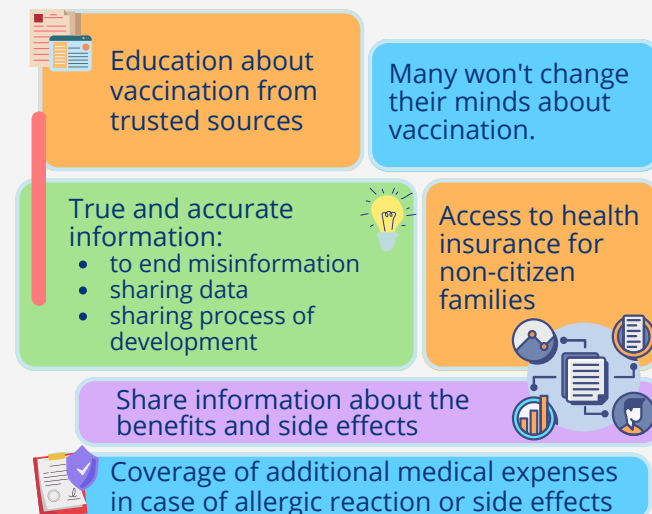 Education about
vaccination from
trusted sources
Many won't change
their minds about
vaccination.
True and accurate
information:
• to end misinformation
• sharing data
• sharing process of
development
Access to health
insurance for
non-citizen
families
Share information about the
benefits and side effects
Coverage of additional medical expenses
in case of allergic reaction or side effects